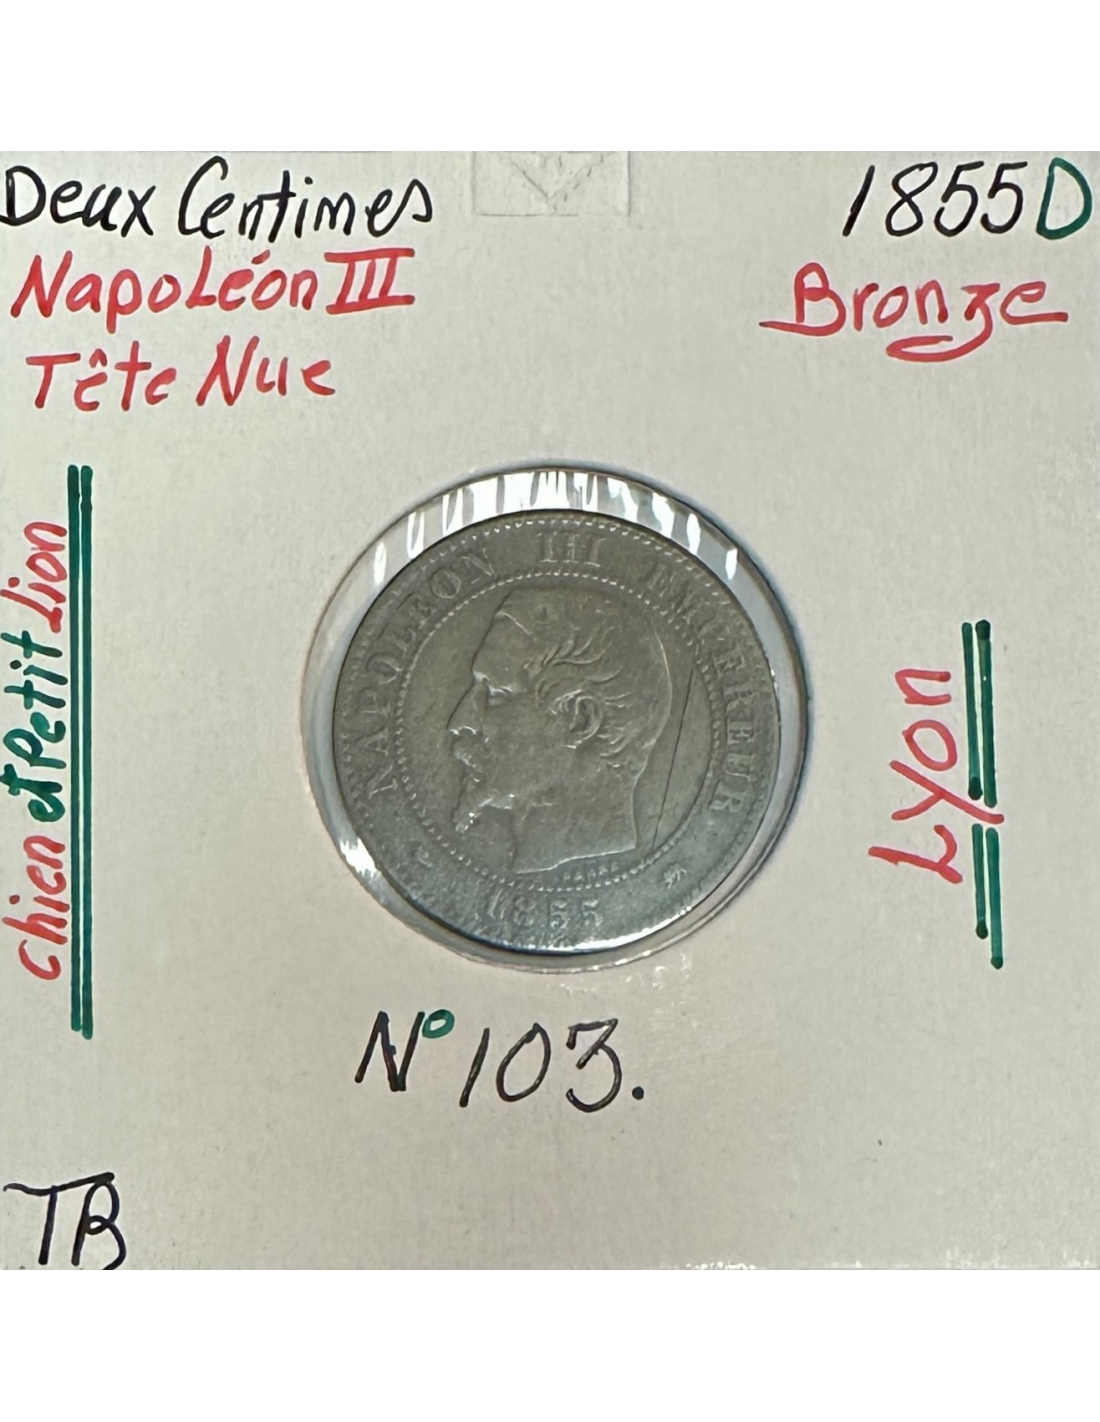 Deux Centimes
1855D
Napoléon III
Bronze
Tête Nue
Chien et Petit Lion
Lyon
NAPOLEON III EMPEREUR
1855
N° 103.
TB